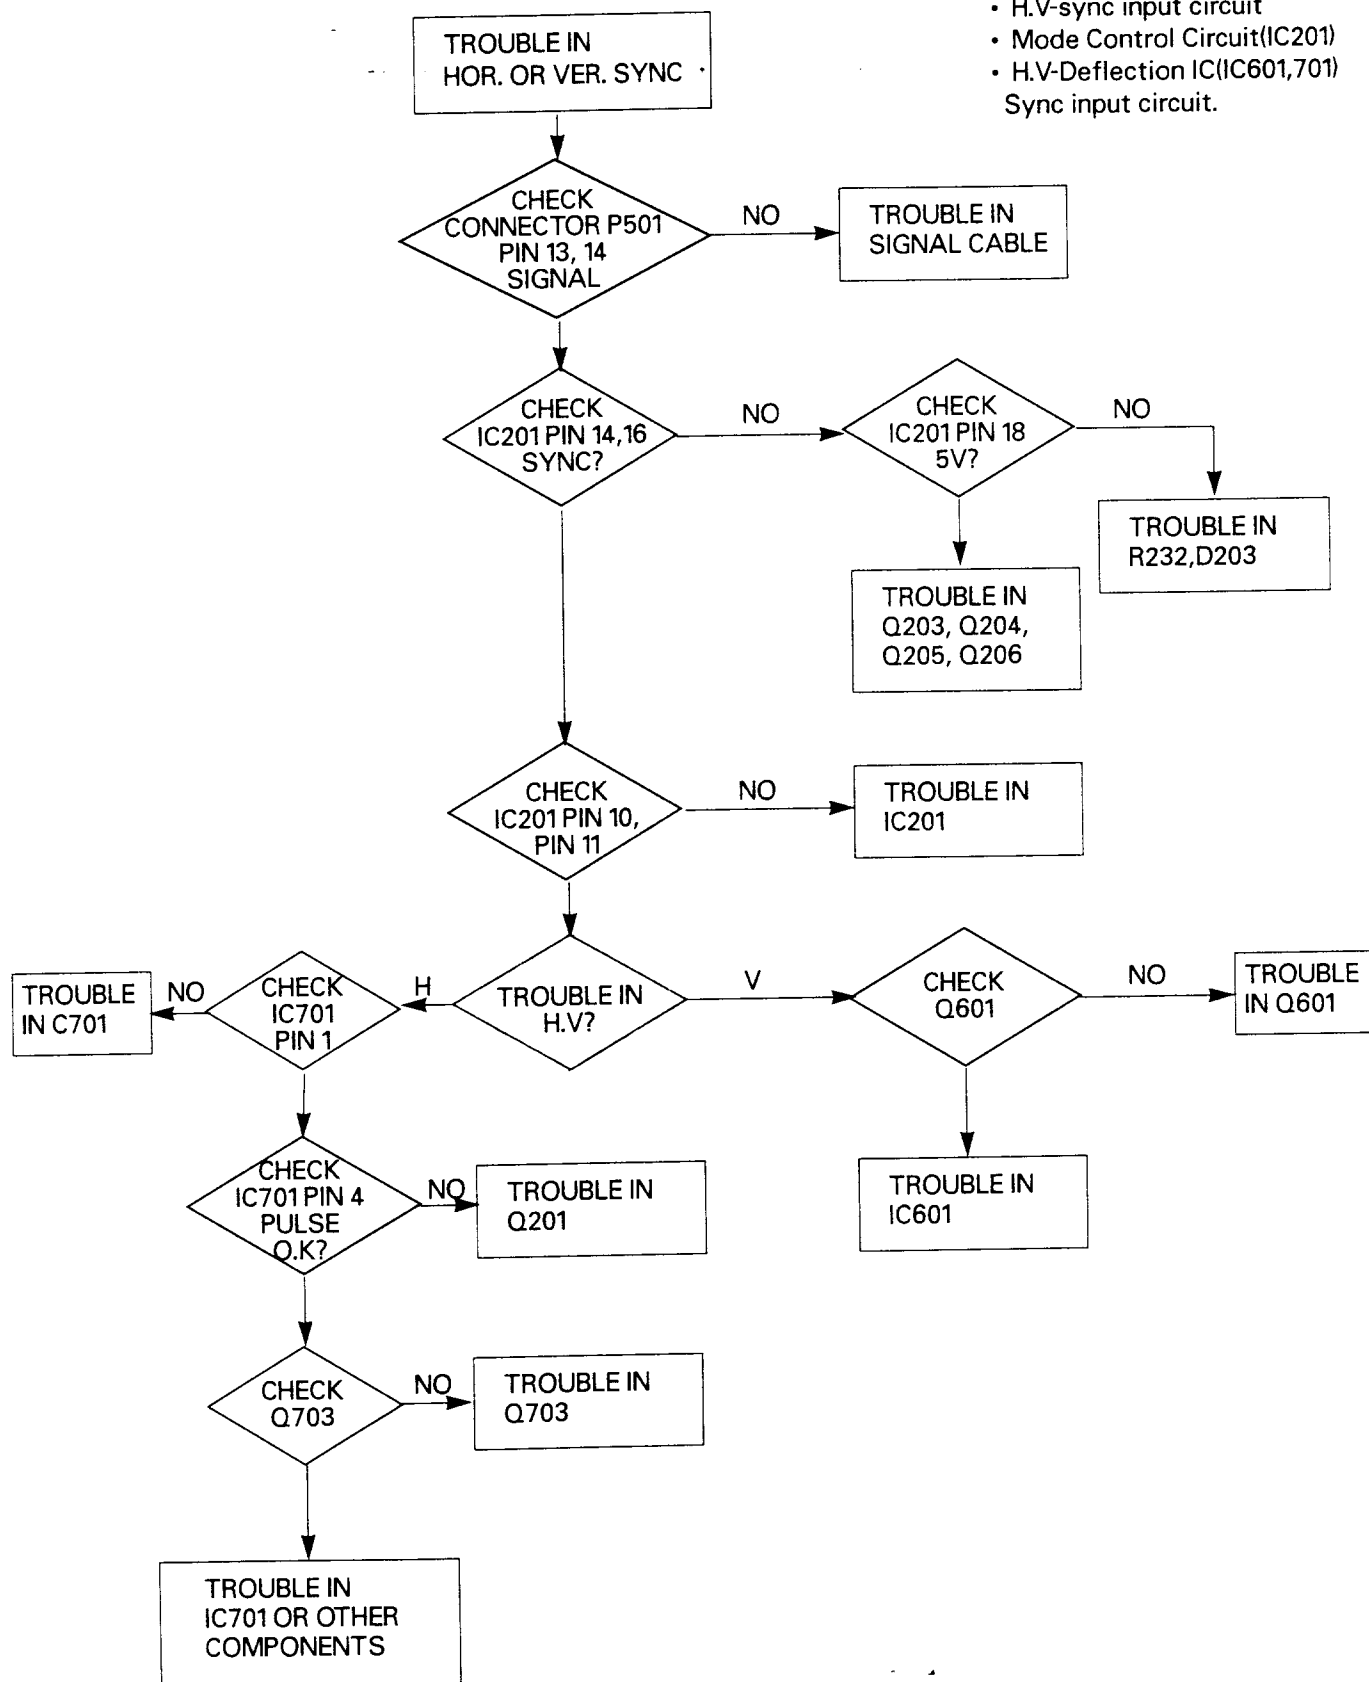 • H.V-sync input circuit
• Mode Control Circuit(IC201)
• H.V-Deflection IC(IC601,701)
Sync input circuit.
TROUBLE IN
HOR. OR VER. SYNC
CHECK
CONNECTOR P501
PIN 13, 14
SIGNAL
NO
TROUBLE IN
SIGNAL CABLE
CHECK
IC201 PIN 14,16
SYNC?
NO
CHECK
IC201 PIN 18
5V?
NO
TROUBLE IN
R232,D203
TROUBLE IN
Q203, Q204,
Q205, Q206
CHECK
IC201 PIN 10,
PIN 11
NO
TROUBLE IN
IC201
TROUBLE IN
H.V?
H
CHECK
IC701
PIN 1
NO
TROUBLE
IN C701
V
CHECK
Q601
NO
TROUBLE
IN Q601
TROUBLE IN
IC601
CHECK
IC701 PIN 4
PULSE
O.K?
NO
TROUBLE IN
Q201
CHECK
Q703
NO
TROUBLE IN
Q703
TROUBLE IN
IC701 OR OTHER
COMPONENTS